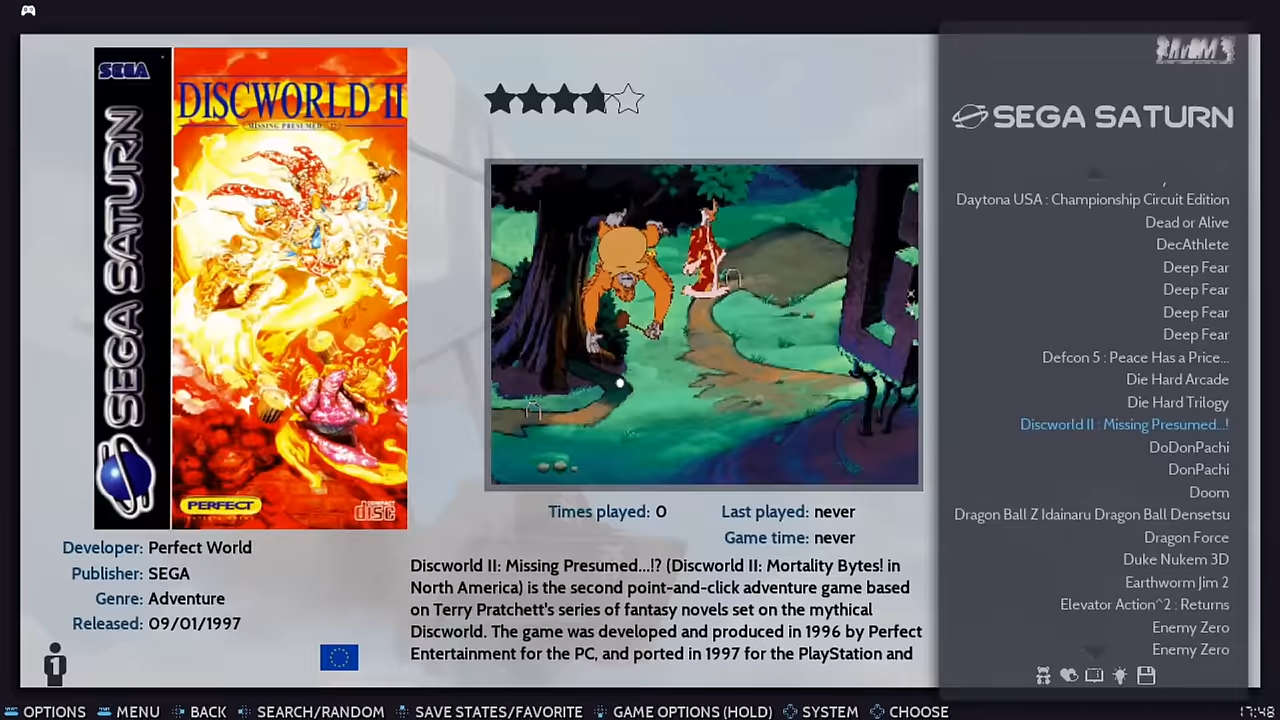 SEGA
SEGA SATURN
DISCWORLD II
MISSING PRESUMED...!?
PERFECT
ENTERTAINMENT
COMPACT
disc
Developer: Perfect World
Publisher: SEGA
Genre: Adventure
Released: 09/01/1997
1
Times played: 0
Last played: never
Game time: never
Discworld II: Missing Presumed...!? (Discworld II: Mortality Bytes! in
North America) is the second point-and-click adventure game based
on Terry Pratchett's series of fantasy novels set on the mythical
Discworld. The game was developed and produced in 1996 by Perfect
Entertainment for the PC, and ported in 1997 for the PlayStation and
SEGA SATURN
Daytona USA : Championship Circuit Edition
Dead or Alive
DecAthlete
Deep Fear
Deep Fear
Deep Fear
Deep Fear
Defcon 5 : Peace Has a Price...
Die Hard Arcade
Die Hard Trilogy
Discworld II : Missing Presumed...!
DoDonPachi
DonPachi
Doom
Dragon Ball Z Idainaru Dragon Ball Densetsu
Dragon Force
Duke Nukem 3D
Earthworm Jim 2
Elevator Action^2 : Returns
Enemy Zero
Enemy Zero
OPTIONS MENU BACK SEARCH/RANDOM SAVE STATES/FAVORITE GAME OPTIONS (HOLD) SYSTEM CHOOSE
17:48